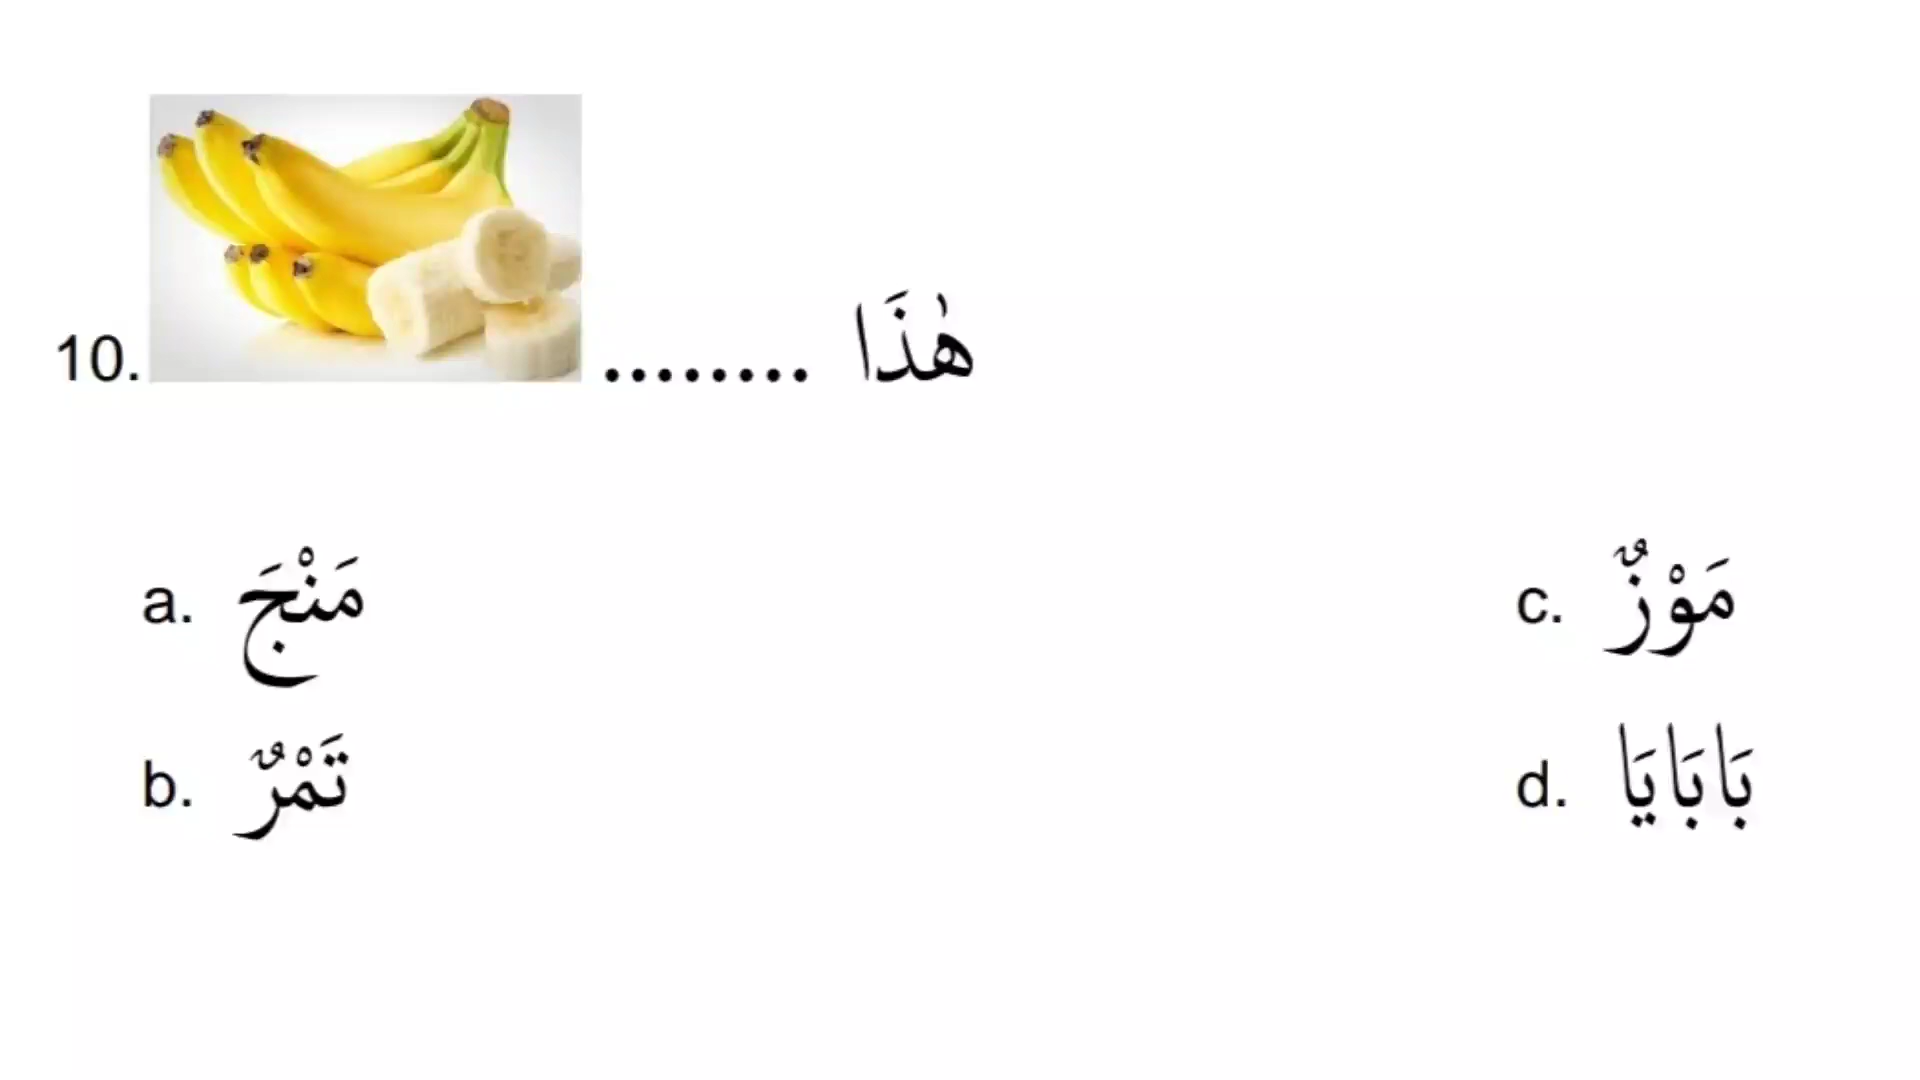 10. هٰذَا ........
a. مَنْجَ
c. مَوْزٌ
b. تَمْرٌ
d. بَابَايَا